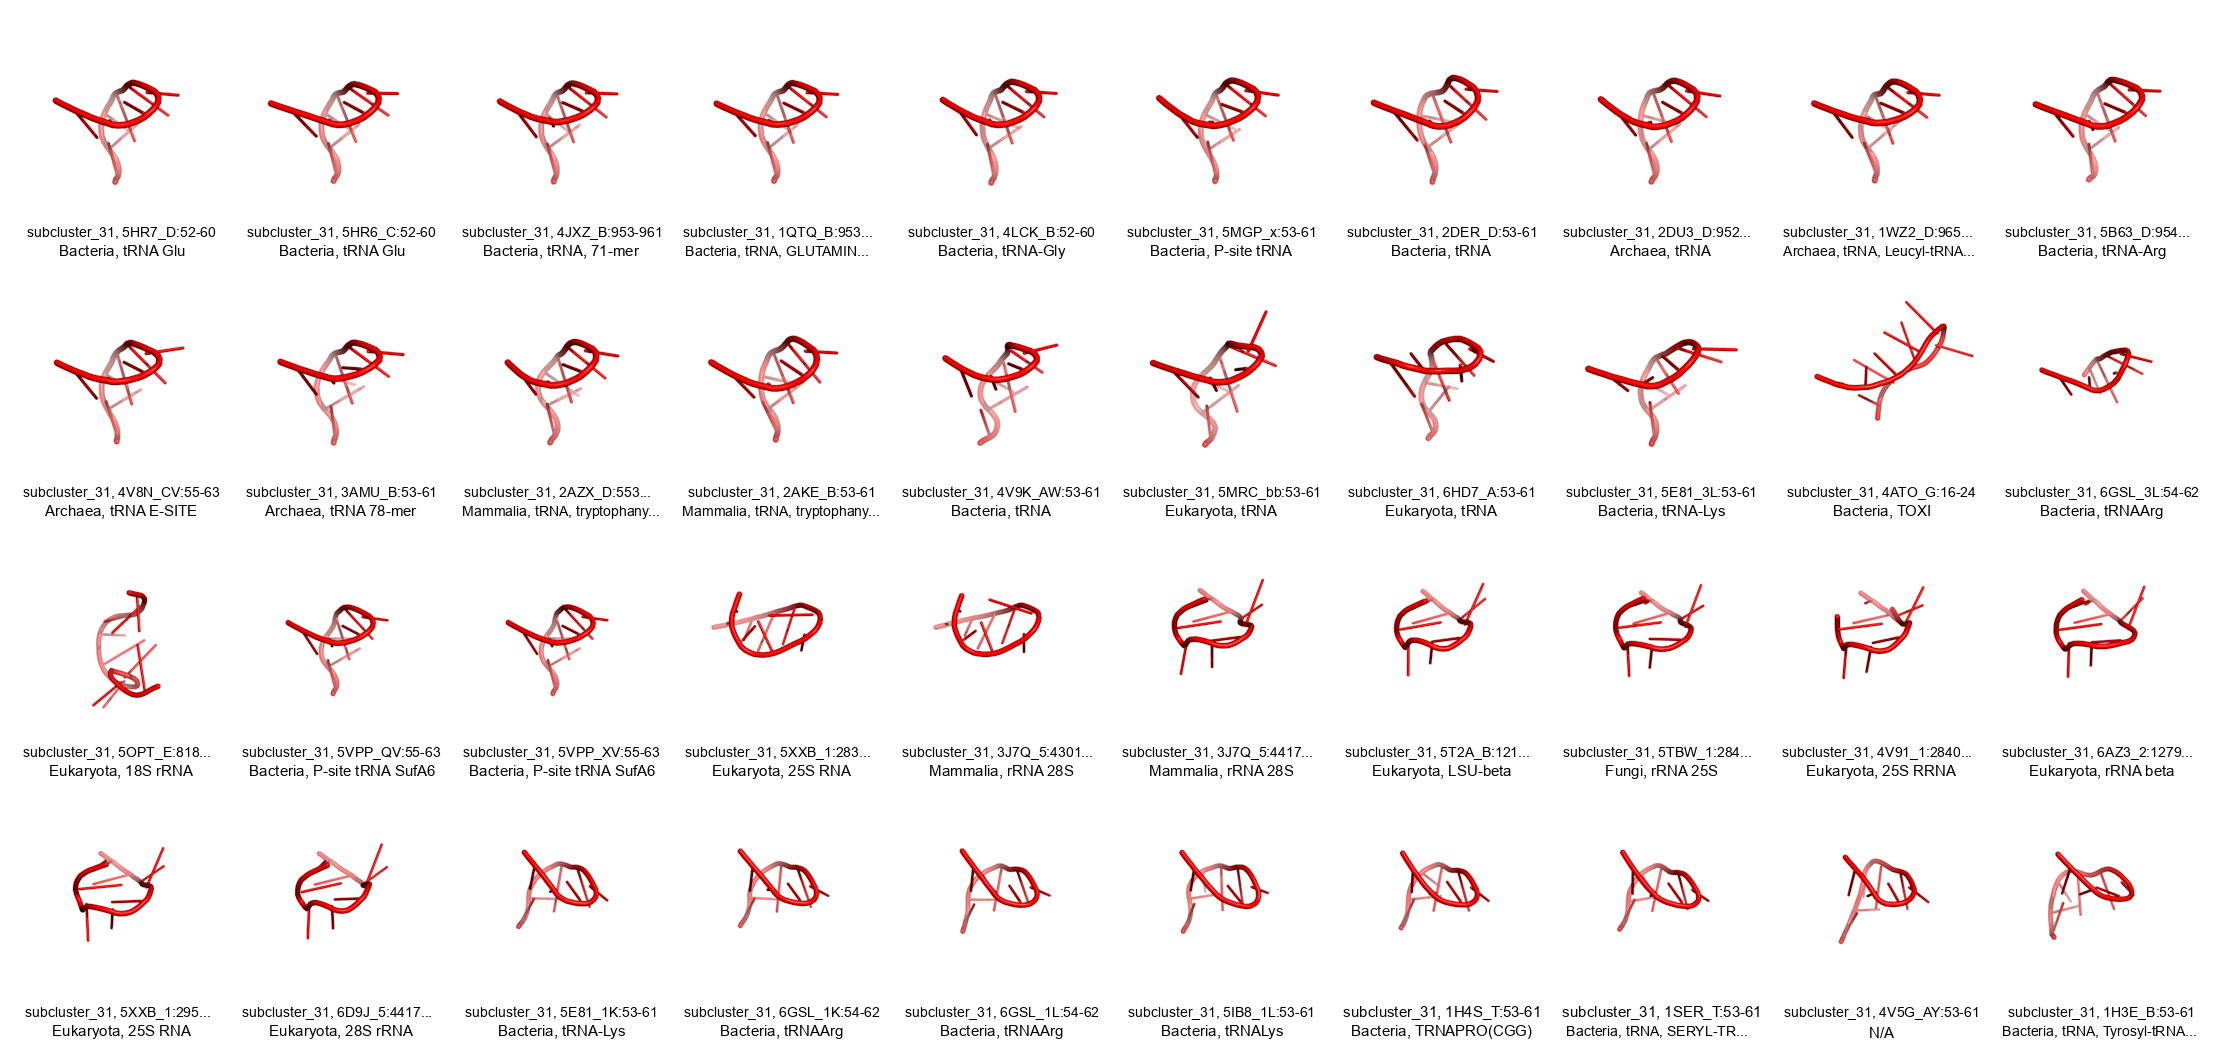 subcluster_31, 5HR7_D:52-60
Bacteria, tRNA Glu
subcluster_31, 5HR6_C:52-60
Bacteria, tRNA Glu
subcluster_31, 4JXZ_B:953-961
Bacteria, tRNA, 71-mer
subcluster_31, 1QTQ_B:953...
Bacteria, tRNA, GLUTAMIN...
subcluster_31, 4LCK_B:52-60
Bacteria, tRNA-Gly
subcluster_31, 5MGP_x:53-61
Bacteria, P-site tRNA
subcluster_31, 2DER_D:53-61
Bacteria, tRNA
subcluster_31, 2DU3_D:952...
Archaea, tRNA
subcluster_31, 1WZ2_D:965...
Archaea, tRNA, Leucyl-tRNA...
subcluster_31, 5B63_D:954...
Bacteria, tRNA-Arg
subcluster_31, 4V8N_CV:55-63
Archaea, tRNA E-SITE
subcluster_31, 3AMU_B:53-61
Archaea, tRNA 78-mer
subcluster_31, 2AZX_D:553...
Mammalia, tRNA, tryptophany...
subcluster_31, 2AKE_B:53-61
Mammalia, tRNA, tryptophany...
subcluster_31, 4V9K_AW:53-61
Bacteria, tRNA
subcluster_31, 5MRC_bb:53-61
Eukaryota, tRNA
subcluster_31, 6HD7_A:53-61
Eukaryota, tRNA
subcluster_31, 5E81_3L:53-61
Bacteria, tRNA-Lys
subcluster_31, 4ATO_G:16-24
Bacteria, TOXI
subcluster_31, 6GSL_3L:54-62
Bacteria, tRNAArg
subcluster_31, 5OPT_E:818...
Eukaryota, 18S rRNA
subcluster_31, 5VPP_QV:55-63
Bacteria, P-site tRNA SufA6
subcluster_31, 5VPP_XV:55-63
Bacteria, P-site tRNA SufA6
subcluster_31, 5XXB_1:283...
Eukaryota, 25S RNA
subcluster_31, 3J7Q_5:4301...
Mammalia, rRNA 28S
subcluster_31, 3J7Q_5:4417...
Mammalia, rRNA 28S
subcluster_31, 5T2A_B:121...
Eukaryota, LSU-beta
subcluster_31, 5TBW_1:284...
Fungi, rRNA 25S
subcluster_31, 4V91_1:2840...
Eukaryota, 25S RRNA
subcluster_31, 6AZ3_2:1279...
Eukaryota, rRNA beta
subcluster_31, 5XXB_1:295...
Eukaryota, 25S RNA
subcluster_31, 6D9J_5:4417...
Eukaryota, 28S rRNA
subcluster_31, 5E81_1K:53-61
Bacteria, tRNA-Lys
subcluster_31, 6GSL_1K:54-62
Bacteria, tRNAArg
subcluster_31, 6GSL_1L:54-62
Bacteria, tRNAArg
subcluster_31, 5IB8_1L:53-61
Bacteria, tRNALys
subcluster_31, 1H4S_T:53-61
Bacteria, TRNAPRO(CGG)
subcluster_31, 1SER_T:53-61
Bacteria, tRNA, SERYL-TR...
subcluster_31, 4V5G_AY:53-61
N/A
subcluster_31, 1H3E_B:53-61
Bacteria, tRNA, Tyrosyl-tRNA...